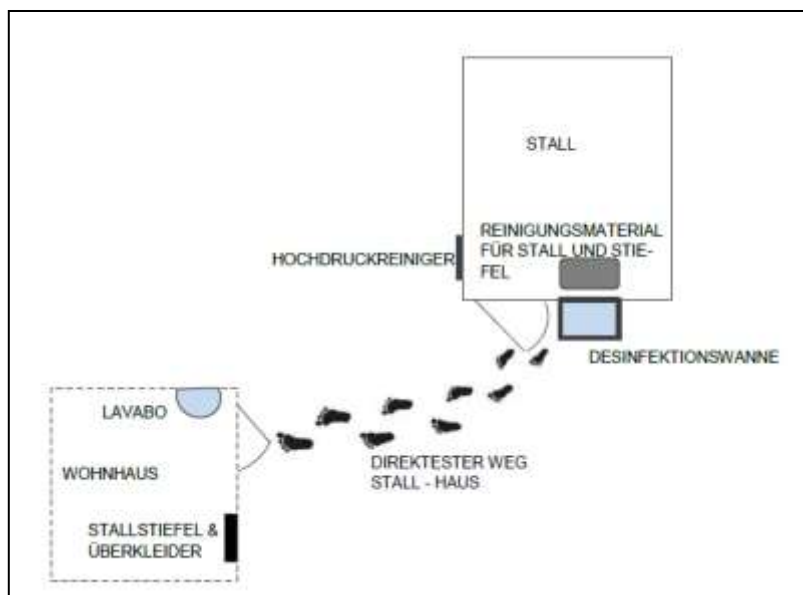 STALL
REINIGUNGSMATERIAL
FÜR STALL UND STIE-
FEL
HOCHDRUCKREINIGER
DESINFEKTIONSWANNE
LAVABO
DIREKTESTER WEG
STALL - HAUS
WOHNHAUS
STALLSTIEFEL &
ÜBERKLEIDER